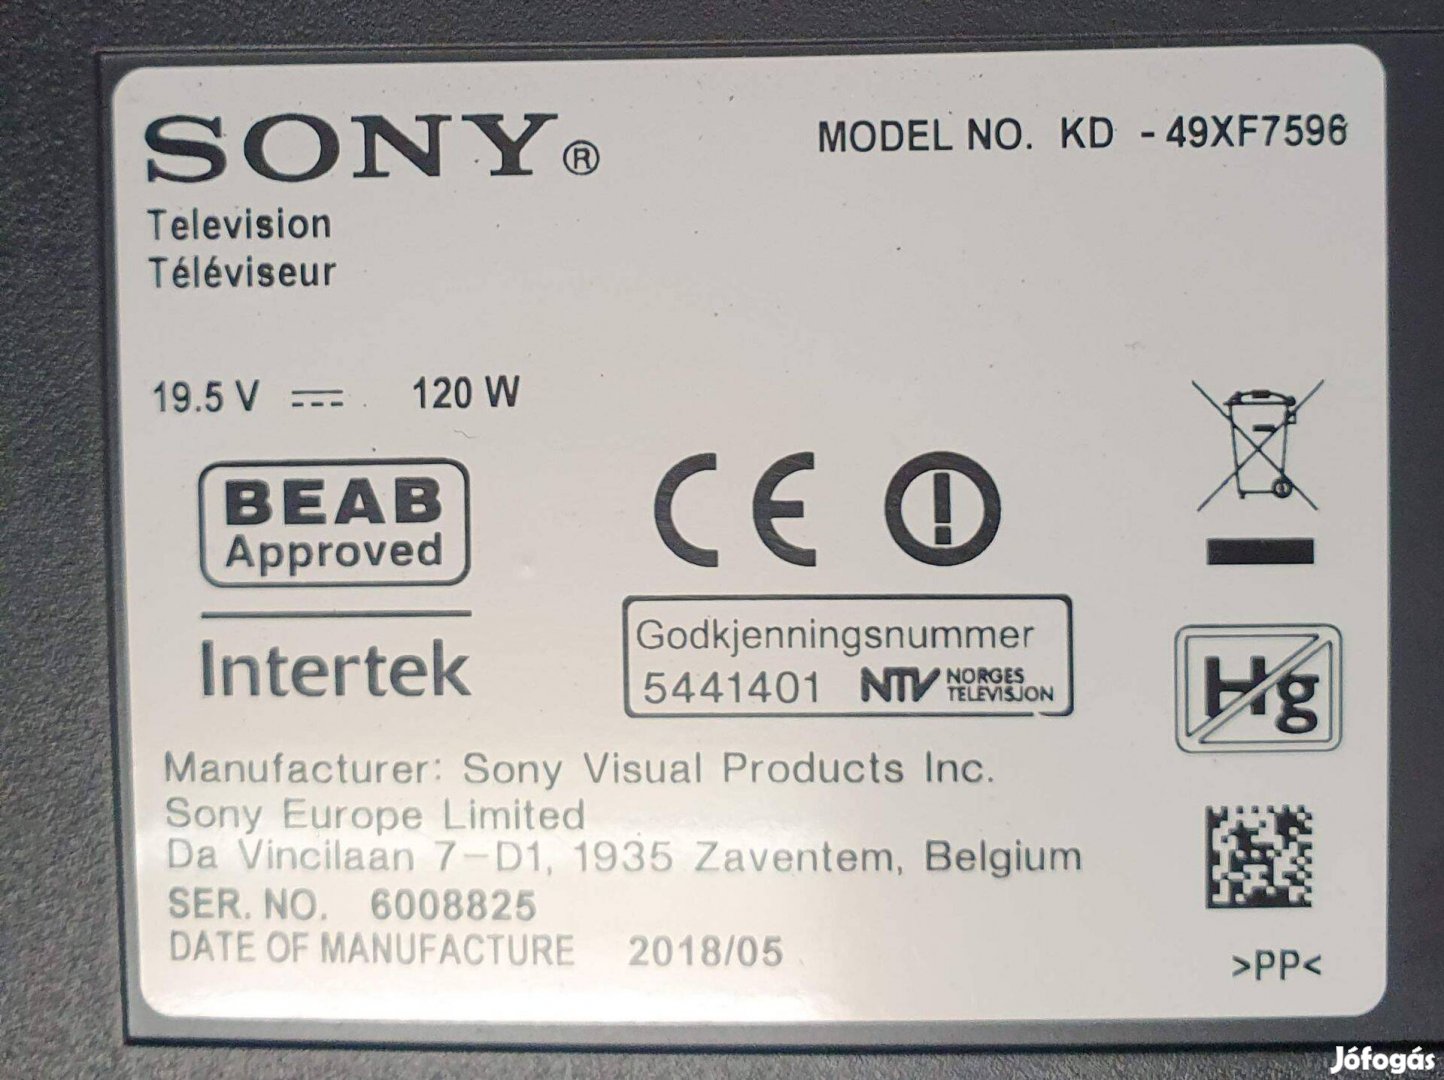 SONY®
MODEL NO. KD - 49XF7596
Television
Téléviseur
19.5 V 120 W
BEAB
Approved
CE
Intertek
Godkjenningsnummer
5441401 NTV NORGES
TELEVISJON
Hg
Manufacturer: Sony Visual Products Inc.
Sony Europe Limited
Da Vincilaan 7-D1, 1935 Zaventem, Belgium
SER. NO. 6008825
DATE OF MANUFACTURE 2018/05
>PP<
Jófogás